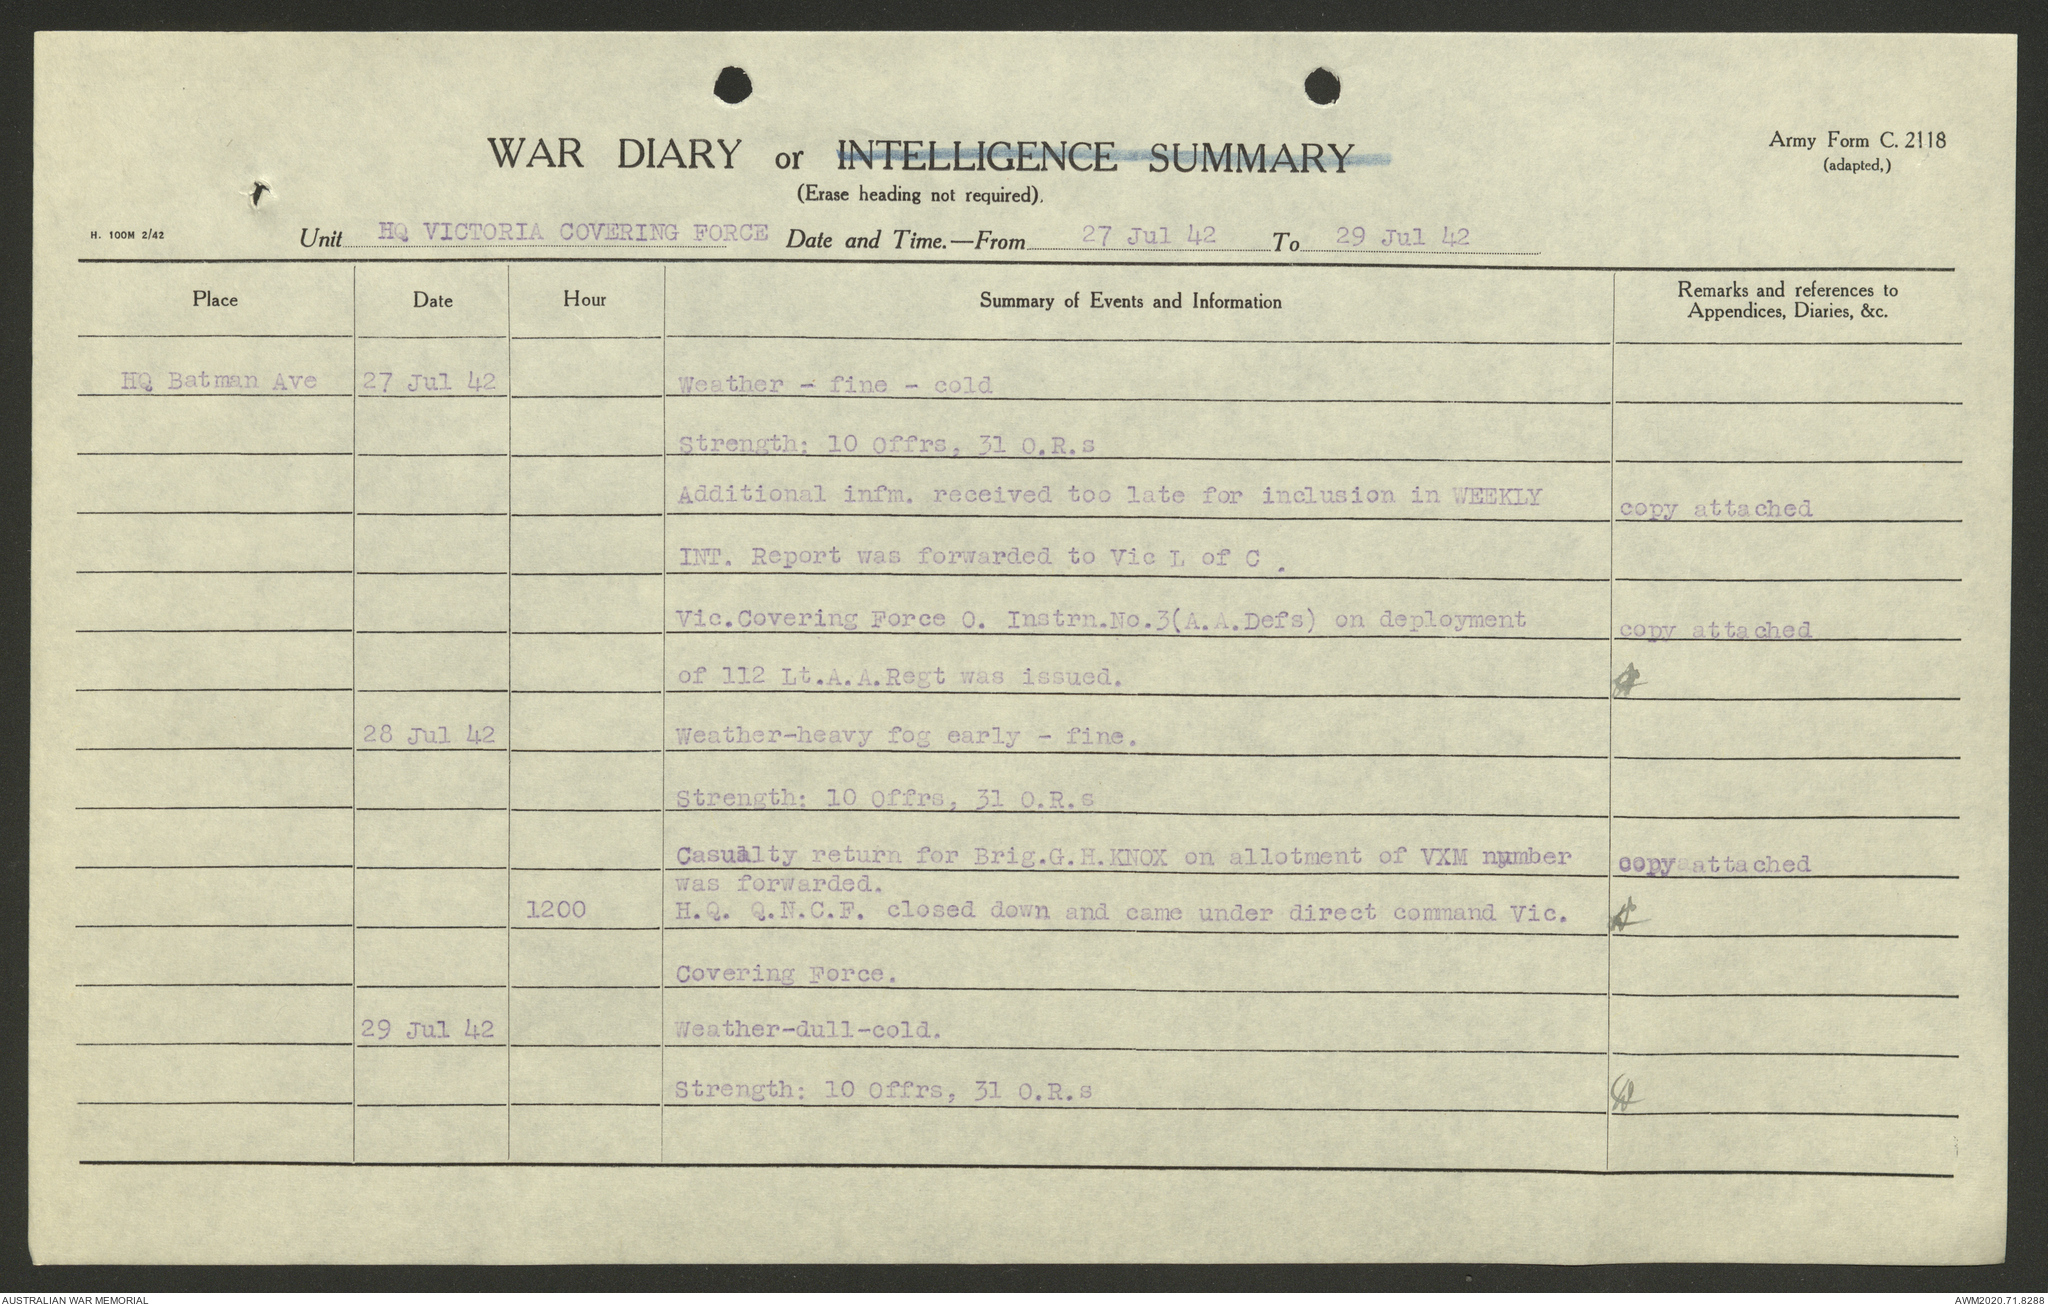 WAR DIARY or INTELLIGENCE SUMMARY
(Erase heading not required).
Army Form C. 2118
(adapted,)
H. 100M 2/42
Unit HQ VICTORIA COVERING FORCE Date and Time.—From 27 Jul 42 To 29 Jul 42
Place Date Hour Summary of Events and Information Remarks and references to
Appendices, Diaries, &c.
HQ Batman Ave 27 Jul 42 Weather - fine - cold
Strength: 10 Offrs, 31 O.R.s
Additional infm. received too late for inclusion in WEEKLY copy attached
INT. Report was forwarded to Vic L of C .
Vic.Covering Force O. Instrn.No.3(A.A.Defs) on deployment copy attached
of 112 Lt.A.A.Regt was issued.
28 Jul 42 Weather-heavy fog early - fine.
Strength: 10 Offrs, 31 O.R.s
Casualty return for Brig.G.H.KNOX on allotment of VXM number copy attached
was forwarded.
1200 H.Q. Q.N.C.F. closed down and came under direct command Vic.
Covering Force.
29 Jul 42 Weather-dull-cold.
Strength: 10 Offrs, 31 O.R.s
AUSTRALIAN WAR MEMORIAL
AWM2020.71.8288